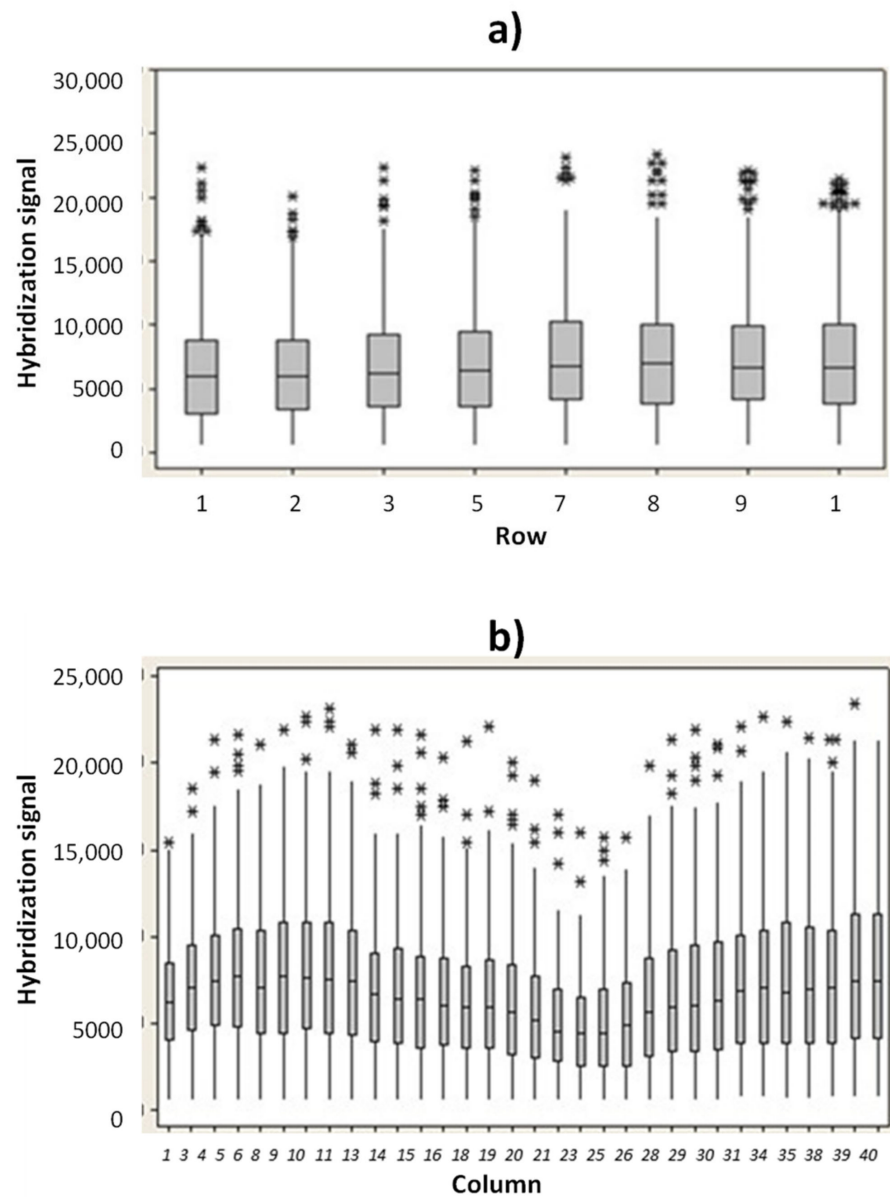 a)
30,000
25,000
20,000
15,000
10,000
5000
0
Hybridization signal
1 2 3 5 7 8 9 1
Row
b)
25,000
20,000
15,000
10,000
5000
0
Hybridization signal
1 3 4 5 6 8 9 10 11 13 14 15 16 18 19 20 21 23 25 26 28 29 30 31 34 35 38 39 40
Column